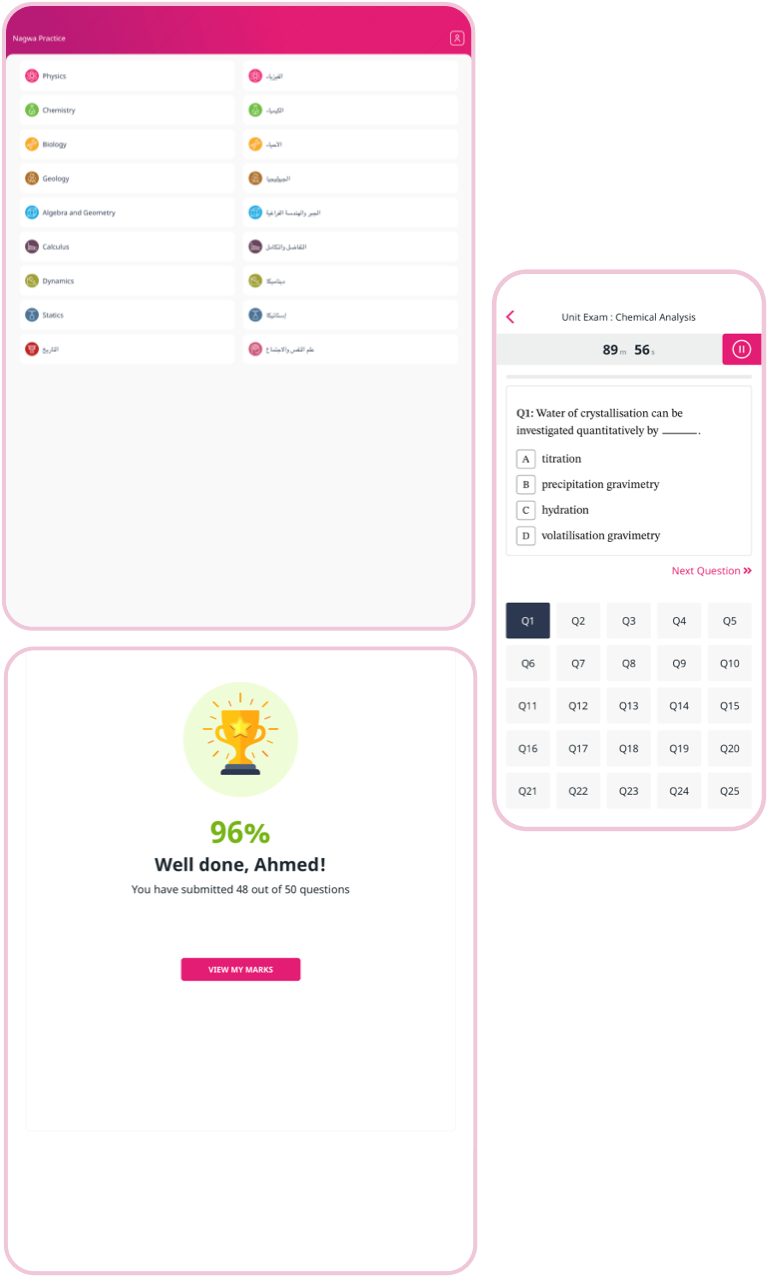 Nagwa Practice
Physics
الفيزياء
Chemistry
الكيمياء
Biology
الأحياء
Geology
الجيولوجيا
Algebra and Geometry
الجبر والهندسة الفراغية
Calculus
التفاضل والتكامل
Dynamics
ديناميكا
Statics
إستاتيكا
التاريخ
علم النفس والاجتماع
Unit Exam : Chemical Analysis
89 m 56 s
Q1: Water of crystallisation can be
investigated quantitatively by ______ .
A titration
B precipitation gravimetry
C hydration
D volatilisation gravimetry
Next Question »
Q1 Q2 Q3 Q4 Q5
Q6 Q7 Q8 Q9 Q10
Q11 Q12 Q13 Q14 Q15
Q16 Q17 Q18 Q19 Q20
Q21 Q22 Q23 Q24 Q25
96%
Well done, Ahmed!
You have submitted 48 out of 50 questions
VIEW MY MARKS